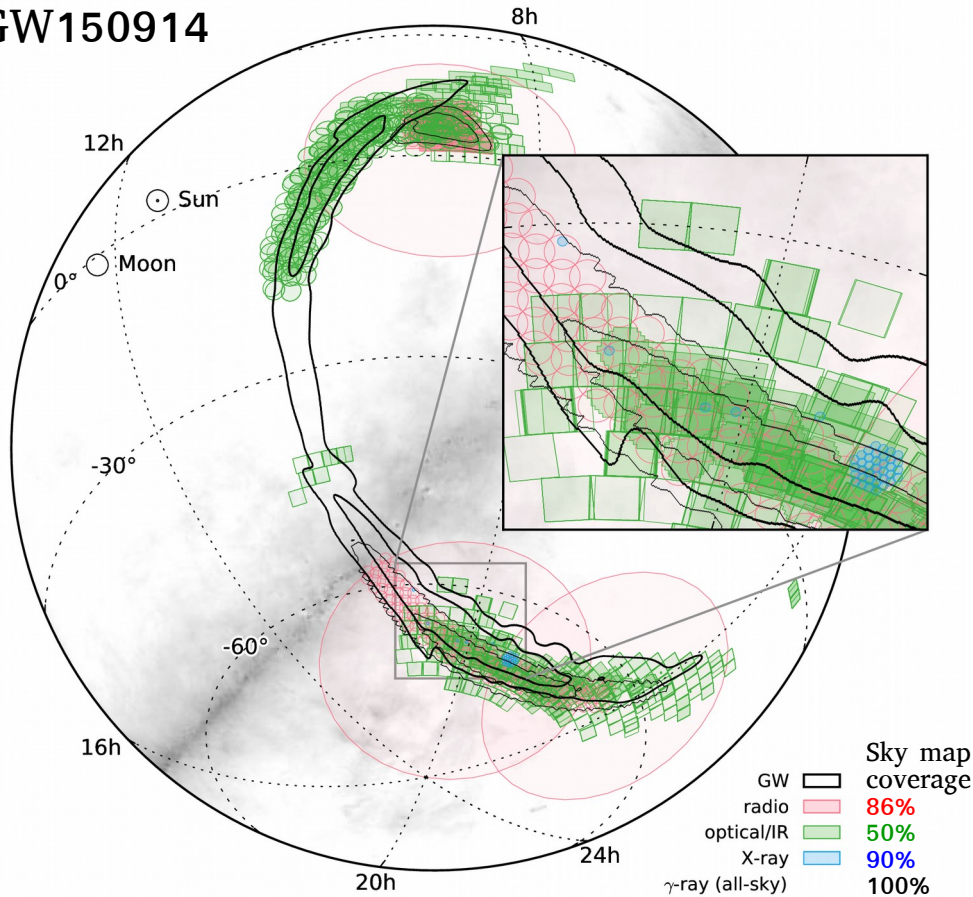 GW150914
8h
12h
Sun
Moon
0°
-30°
-60°
16h
20h
24h
Sky map
coverage
GW
radio 86%
optical/IR 50%
X-ray 90%
γ-ray (all-sky) 100%